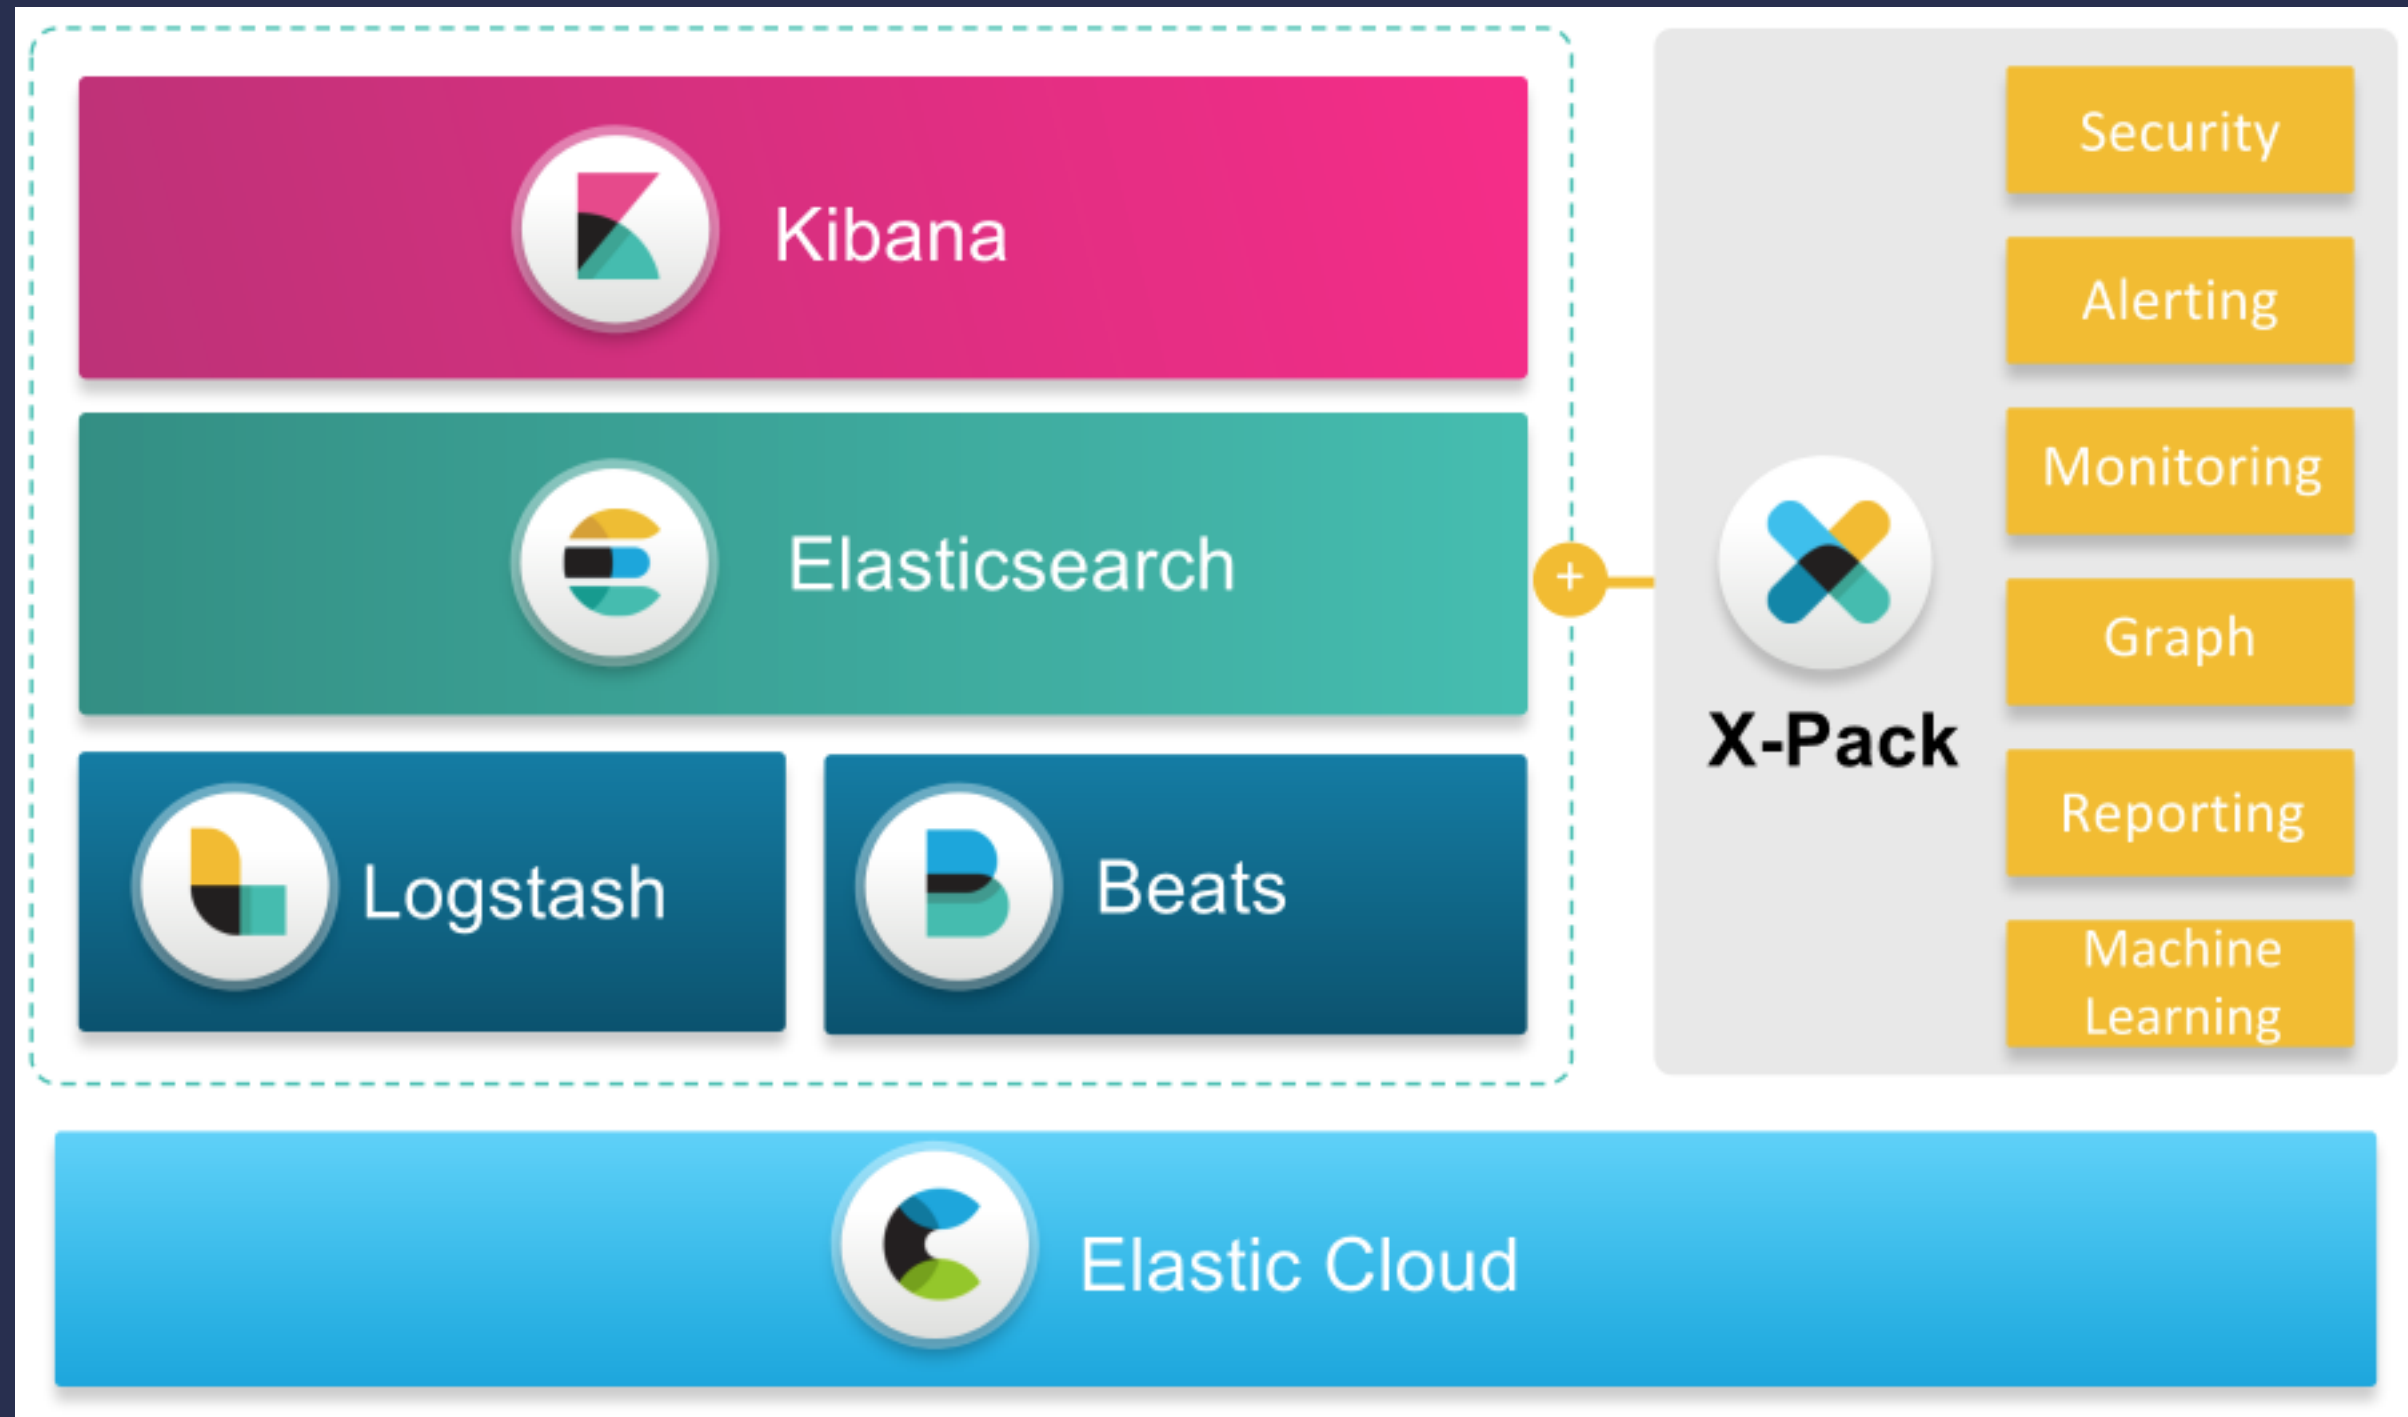 Kibana
Elasticsearch
Logstash
Beats
+
X-Pack
Security
Alerting
Monitoring
Graph
Reporting
Machine
Learning
Elastic Cloud